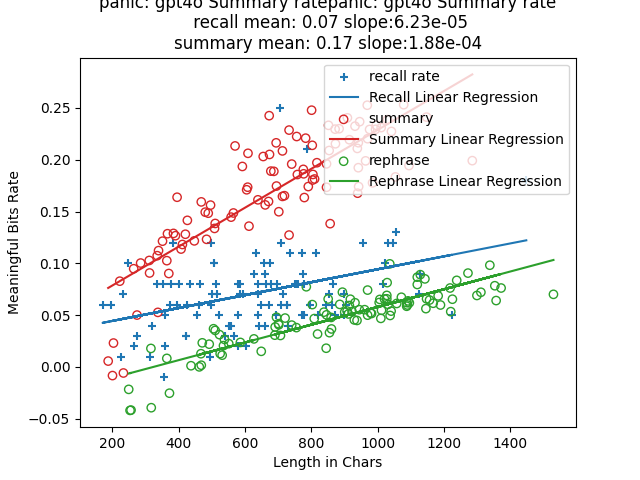 panic: gpt4o Summary ratepanic: gpt4o Summary rate
recall mean: 0.07 slope:6.23e-05
summary mean: 0.17 slope:1.88e-04
recall rate
Recall Linear Regression
summary
Summary Linear Regression
rephrase
Rephrase Linear Regression
Meaningful Bits Rate
0.25
0.20
0.15
0.10
0.05
0.00
−0.05
200 400 600 800 1000 1200 1400
Length in Chars